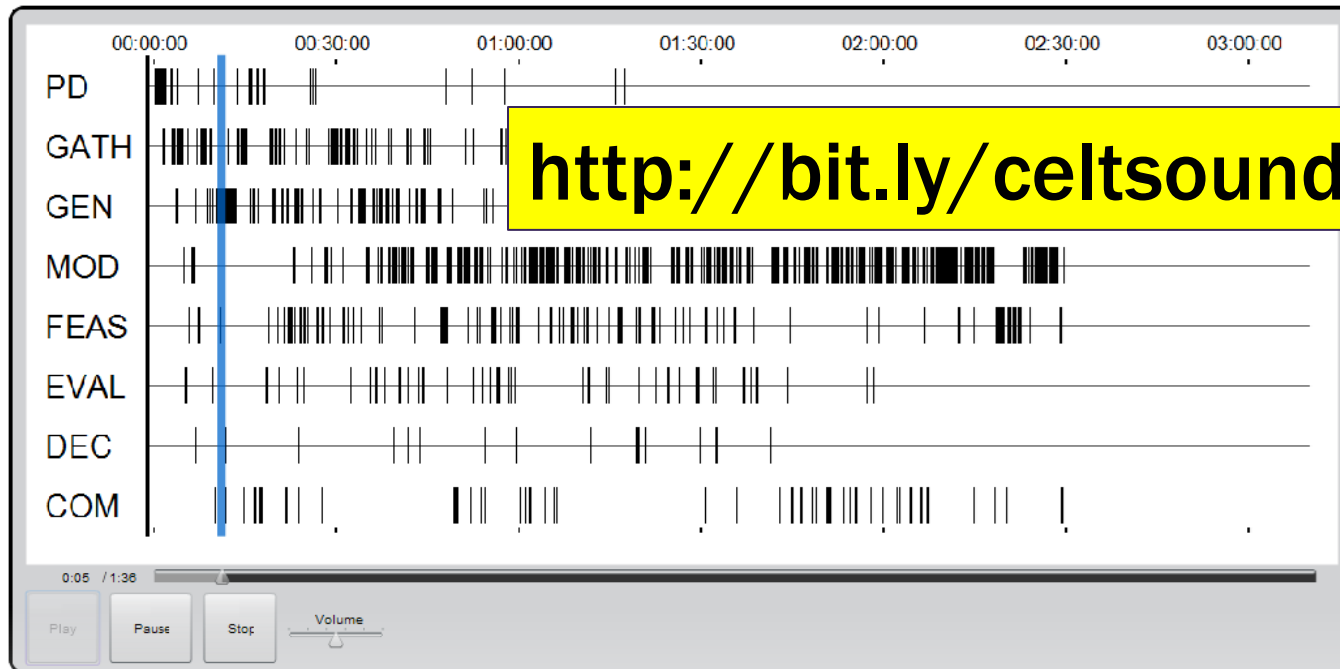 00:00:00 00:30:00 01:00:00 01:30:00 02:00:00 02:30:00 03:00:00
PD
GATH
http://bit.ly/celtsound
GEN
MOD
FEAS
EVAL
DEC
COM
0:05 / 1:36
Play Pause Stop Volume